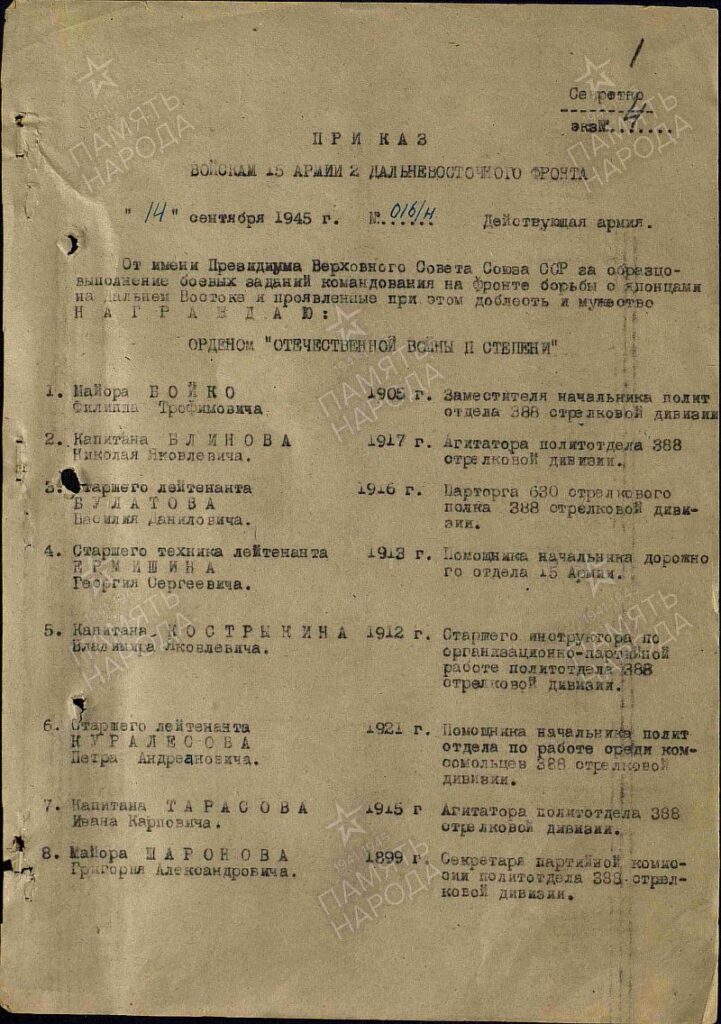 1
Секретно
экз№ 4
П Р И К А З
ВОЙСКАМ 15 АРМИИ 2 ДАЛЬНЕВОСТОЧНОГО ФРОНТА
" 14 " сентября 1945 г. №. 016/н Действующая армия.
От имени Президиума Верховного Совета Союза ССР за образцо-
выполнение боевых заданий командования на фронте борьбы с японцами
на Дальнем Востоке и проявленные при этом доблесть и мужество
Н А Г Р А Ж Д А Ю :
ОРДЕНОМ "ОТЕЧЕСТВЕННОЙ ВОЙНЫ II СТЕПЕНИ"
1. Майора Б О Й К О 1905 г. Заместителя начальника полит
Филиппа Трофимовича отдела 388 стрелковой дивизии
2. Капитана Б Л И Н О В А 1917 г. Агитатора политотдела 388
Николая Яковлевича. стрелковой дивизии.
3. Старшего лейтенанта 1916 г. Парторга 630 стрелкового
Б У Л А Т О В А полка 388 стрелковой диви-
Василия Даниловича. зии.
4. Старшего техника лейтенанта 1913 г. Помощника начальника дорожно
Е Р М И Ш И Н А го отдела 15 Армии.
Георгия Сергеевича.
5. Капитана К О С Т Р Ы К И Н А 1912 г. Старшего инструктора по
Владимира Яковлевича. организационно-партийной
работе политотдела 388
стрелковой дивизии.
6. Старшего лейтенанта 1921 г. Помощника начальника полит
К У Р А Л Е С О В А отдела по работе среди ком-
Петра Андреановича. сомольцев 388 стрелковой
дивизии.
7. Капитана Т А Р А С О В А 1915 г Агитатора политотдела 388
Ивана Карповича. стрелковой дивизии.
8. Майора Ш А Р О Н О В А 1899 г. Секретаря партийной комис-
Григория Александровича. сии политотдела 388 стрел-
ковой дивизии.
ПАМЯТЬ
НАРОДА